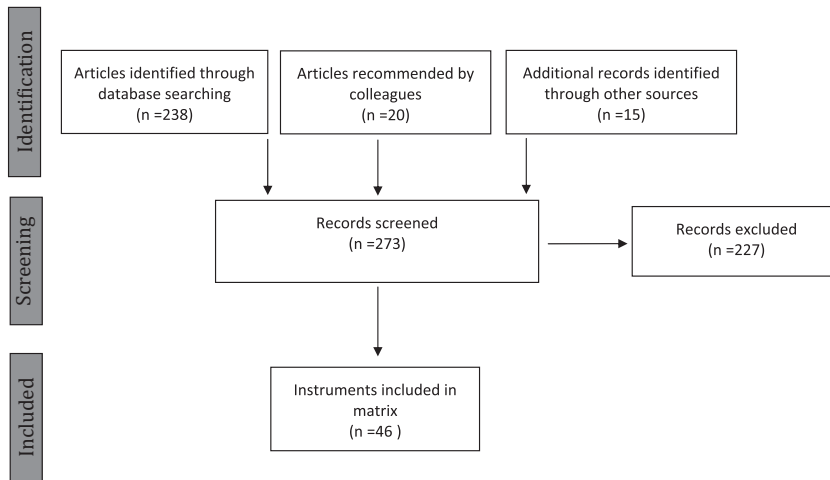 Identification
Articles identified through
database searching
(n =238)
Articles recommended by
colleagues
(n =20)
Additional records identified
through other sources
(n =15)
Screening
Records screened
(n =273)
Records excluded
(n =227)
Included
Instruments included in
matrix
(n =46 )